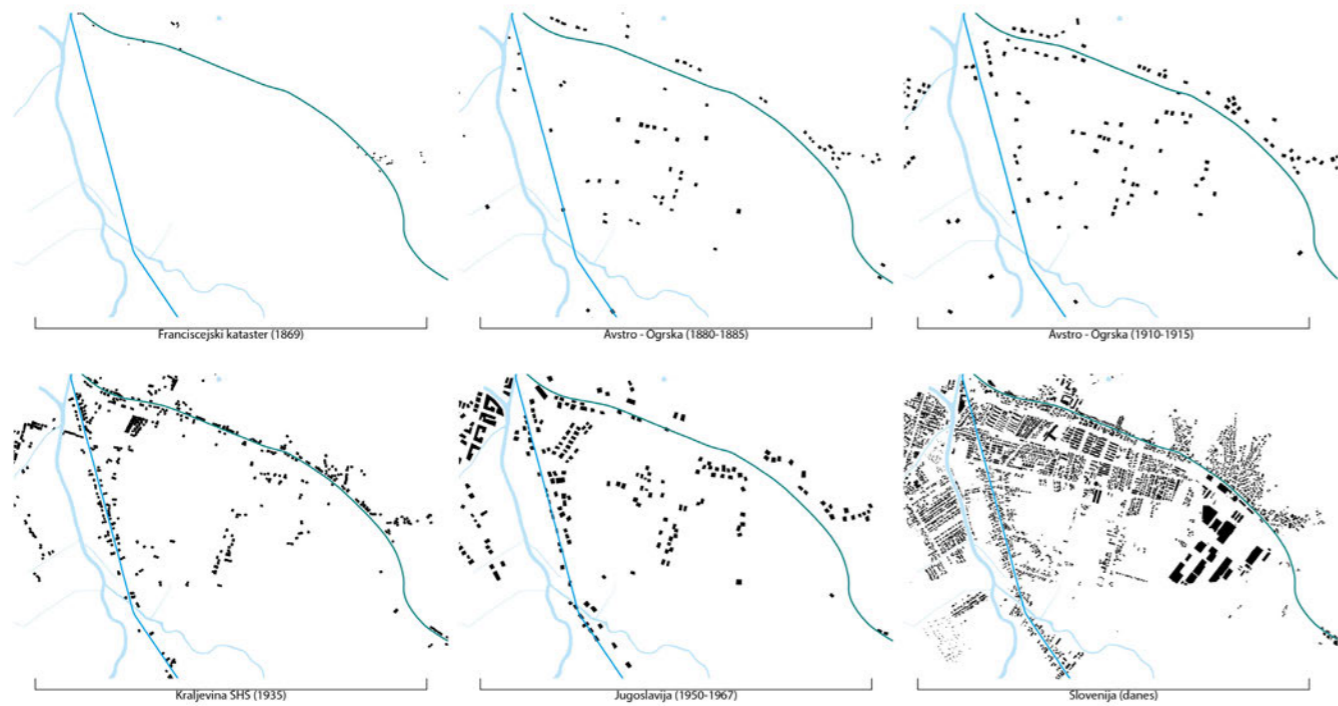 Franciscejski kataster (1869)
Avstro - Ogrska (1880-1885)
Avstro - Ogrska (1910-1915)
Kraljevina SHS (1935)
Jugoslavija (1950-1967)
Slovenija (danes)